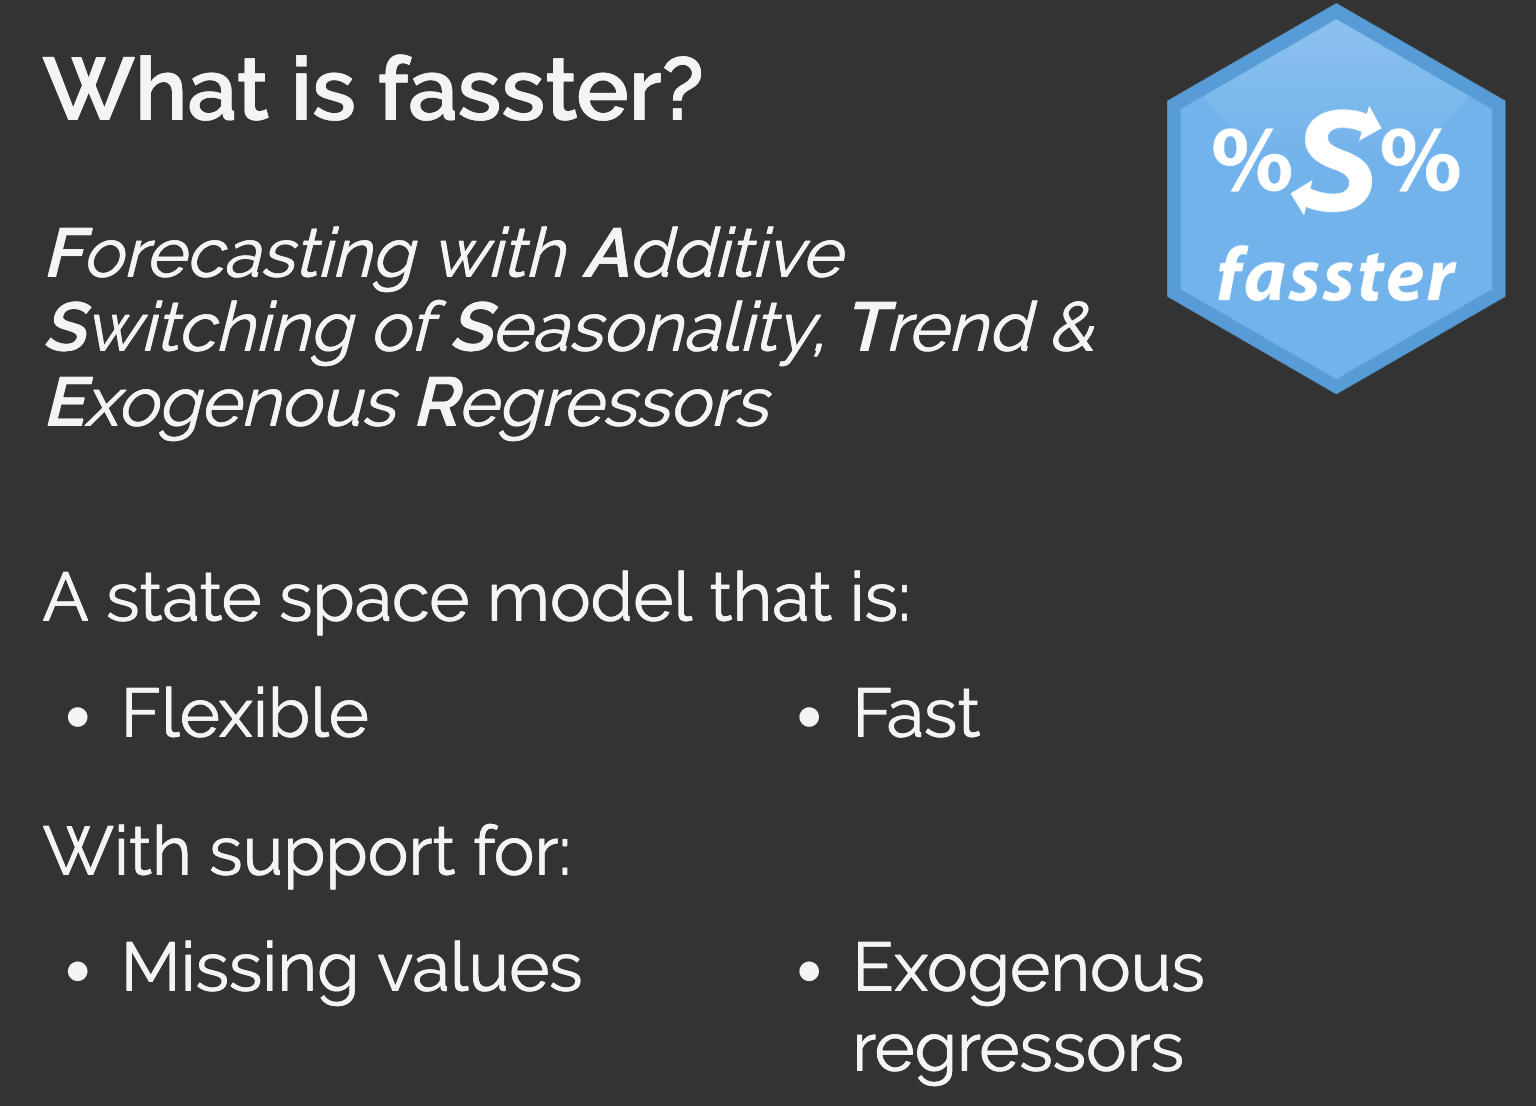 What is fasster?
%S%
fasster
Forecasting with Additive
Switching of Seasonality, Trend &
Exogenous Regressors
A state space model that is:
• Flexible
• Fast
With support for:
• Missing values
• Exogenous
regressors